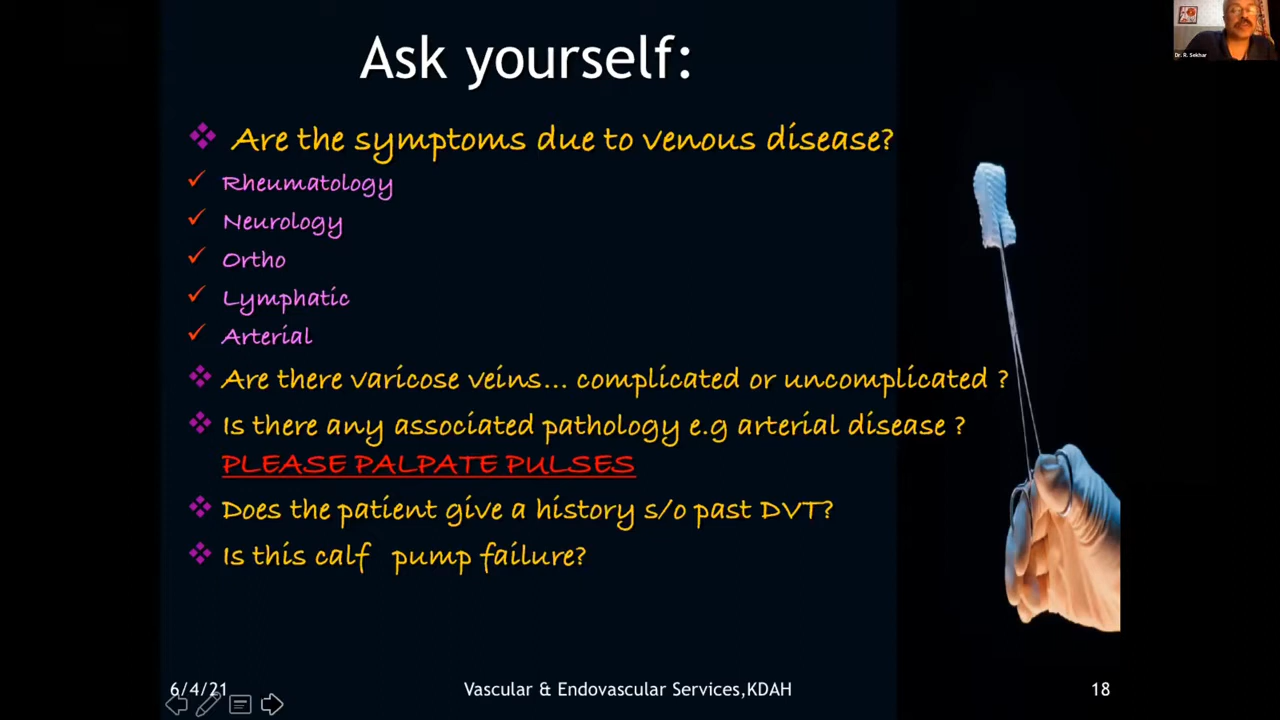 Ask yourself:
Dr. R. Sekhar
Are the symptoms due to venous disease?
Rheumatology
Neurology
Ortho
Lymphatic
Arterial
Are there varicose veins... complicated or uncomplicated ?
Is there any associated pathology e.g arterial disease ?
PLEASE PALPATE PULSES
Does the patient give a history s/o past DVT?
Is this calf pump failure?
6/4/21
Vascular & Endovascular Services,KDAH
18